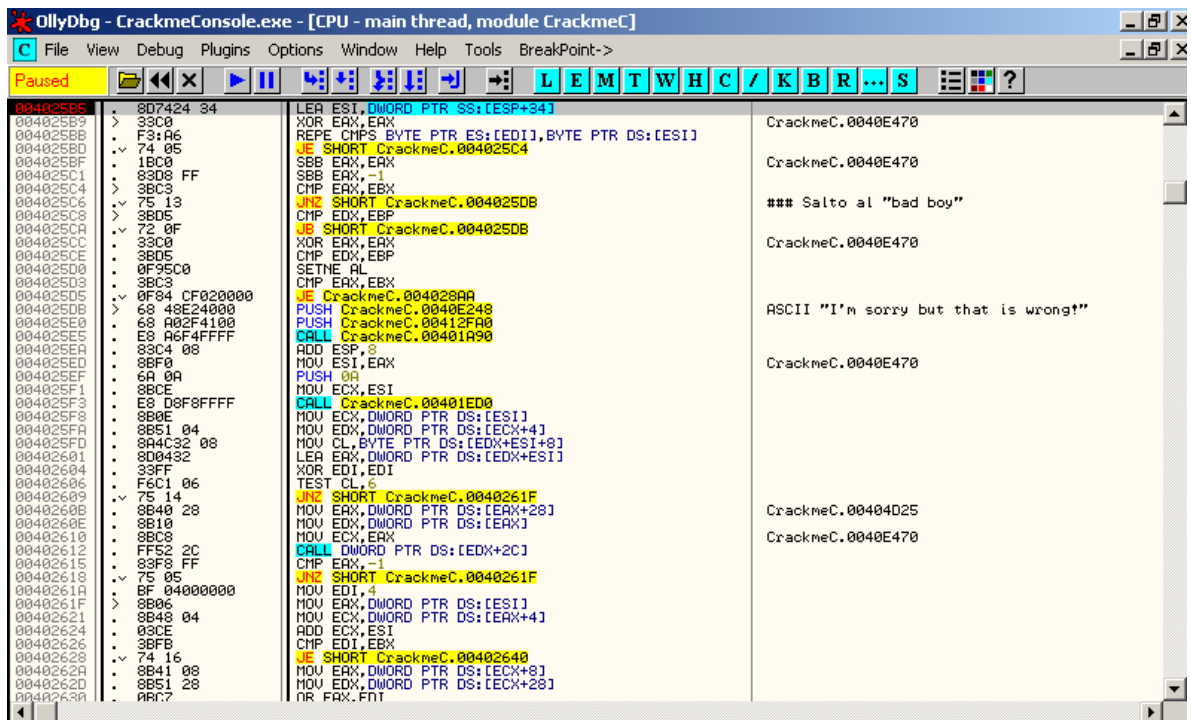 OllyDbg - CrackmeConsole.exe - [CPU - main thread, module CrackmeC]
C File View Debug Plugins Options Window Help Tools BreakPoint->
Paused L E M T W H C / K B R ... S ?
004025B5 . 8D7424 34 LEA ESI,DWORD PTR SS:[ESP+34]
004025B9 > 33C0 XOR EAX,EAX CrackmeC.0040E470
004025BB . F3:A6 REPE CMPS BYTE PTR ES:[EDI],BYTE PTR DS:[ESI]
004025BD .v 74 05 JE SHORT CrackmeC.004025C4
004025BF . 1BC0 SBB EAX,EAX CrackmeC.0040E470
004025C1 . 83D8 FF SBB EAX,-1
004025C4 > 3BC3 CMP EAX,EBX
004025C6 .v 75 13 JNZ SHORT CrackmeC.004025DB ### Salto al "bad boy"
004025C8 > 3BD5 CMP EDX,EBP
004025CA .v 72 0F JB SHORT CrackmeC.004025DB
004025CC . 33C0 XOR EAX,EAX CrackmeC.0040E470
004025CE . 3BD5 CMP EDX,EBP
004025D0 . 0F95C0 SETNE AL
004025D3 . 3BC3 CMP EAX,EBX
004025D5 .v 0F84 CF020000 JE CrackmeC.004028AA
004025DB > 68 48E24000 PUSH CrackmeC.0040E248 ASCII "I'm sorry but that is wrong!"
004025E0 . 68 A02F4100 PUSH CrackmeC.00412FA0
004025E5 . E8 A6F4FFFF CALL CrackmeC.00401A90
004025EA . 83C4 08 ADD ESP,8
004025ED . 8BF0 MOV ESI,EAX CrackmeC.0040E470
004025EF . 6A 0A PUSH 0A
004025F1 . 8BCE MOV ECX,ESI
004025F3 . E8 D8F8FFFF CALL CrackmeC.00401ED0
004025F8 . 8B0E MOV ECX,DWORD PTR DS:[ESI]
004025FA . 8B51 04 MOV EDX,DWORD PTR DS:[ECX+4]
004025FD . 8A4C32 08 MOV CL,BYTE PTR DS:[EDX+ESI+8]
00402601 . 8D0432 LEA EAX,DWORD PTR DS:[EDX+ESI]
00402604 . 33FF XOR EDI,EDI
00402606 . F6C1 06 TEST CL,6
00402609 .v 75 14 JNZ SHORT CrackmeC.0040261F
0040260B . 8B40 28 MOV EAX,DWORD PTR DS:[EAX+28] CrackmeC.00404D25
0040260E . 8B10 MOV EDX,DWORD PTR DS:[EAX]
00402610 . 8BC8 MOV ECX,EAX CrackmeC.0040E470
00402612 . FF52 2C CALL DWORD PTR DS:[EDX+2C]
00402615 . 83F8 FF CMP EAX,-1
00402618 .v 75 05 JNZ SHORT CrackmeC.0040261F
0040261A . BF 04000000 MOV EDI,4
0040261F > 8B06 MOV EAX,DWORD PTR DS:[ESI]
00402621 . 8B48 04 MOV ECX,DWORD PTR DS:[EAX+4]
00402624 . 03CE ADD ECX,ESI
00402626 . 3BFB CMP EDI,EBX
00402628 .v 74 16 JE SHORT CrackmeC.00402640
0040262A . 8B41 08 MOV EAX,DWORD PTR DS:[ECX+8]
0040262D . 8B51 28 MOV EDX,DWORD PTR DS:[ECX+28]
00402630 . 0BC7 OR EAX,EDI